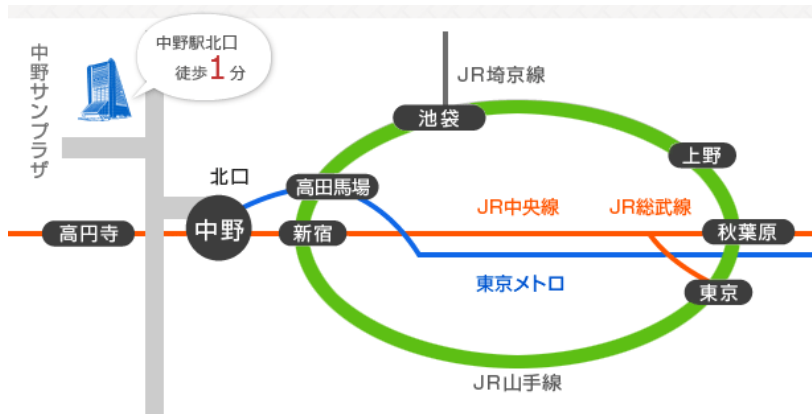 中野駅北口
徒歩1分
中野サンプラザ
JR埼京線
池袋
上野
北口
高田馬場
JR中央線
JR総武線
高円寺
中野
新宿
秋葉原
東京メトロ
東京
JR山手線